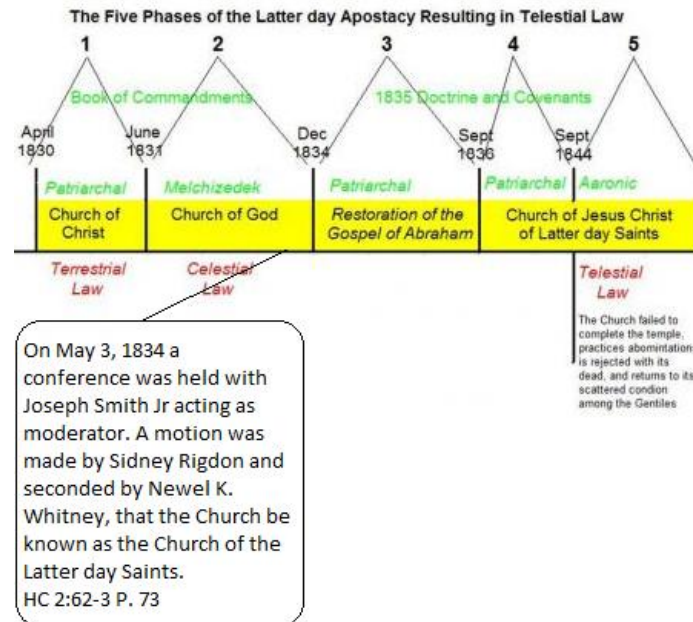 The Five Phases of the Latter day Apostacy Resulting in Telestial Law
1 2 3 4 5
Book of Commandments 1835 Doctrine and Covenants
April June Dec Sept Sept
1830 1831 1834 1836 1844
Patriarchal Melchizedek Patriarchal Patriarchal Aaronic
Church of
Christ
Church of God
Restoration of the
Gospel of Abraham
Church of Jesus Christ
of Latter day Saints
Terrestrial
Law
Celestial
Law
Telestial
Law
The Church failed to
complete the temple,
practices abomintation
is rejected with its
dead, and returns to its
scattered condion
among the Gentiles
On May 3, 1834 a
conference was held with
Joseph Smith Jr acting as
moderator. A motion was
made by Sidney Rigdon and
seconded by Newel K.
Whitney, that the Church be
known as the Church of the
Latter day Saints.
HC 2:62-3 P. 73